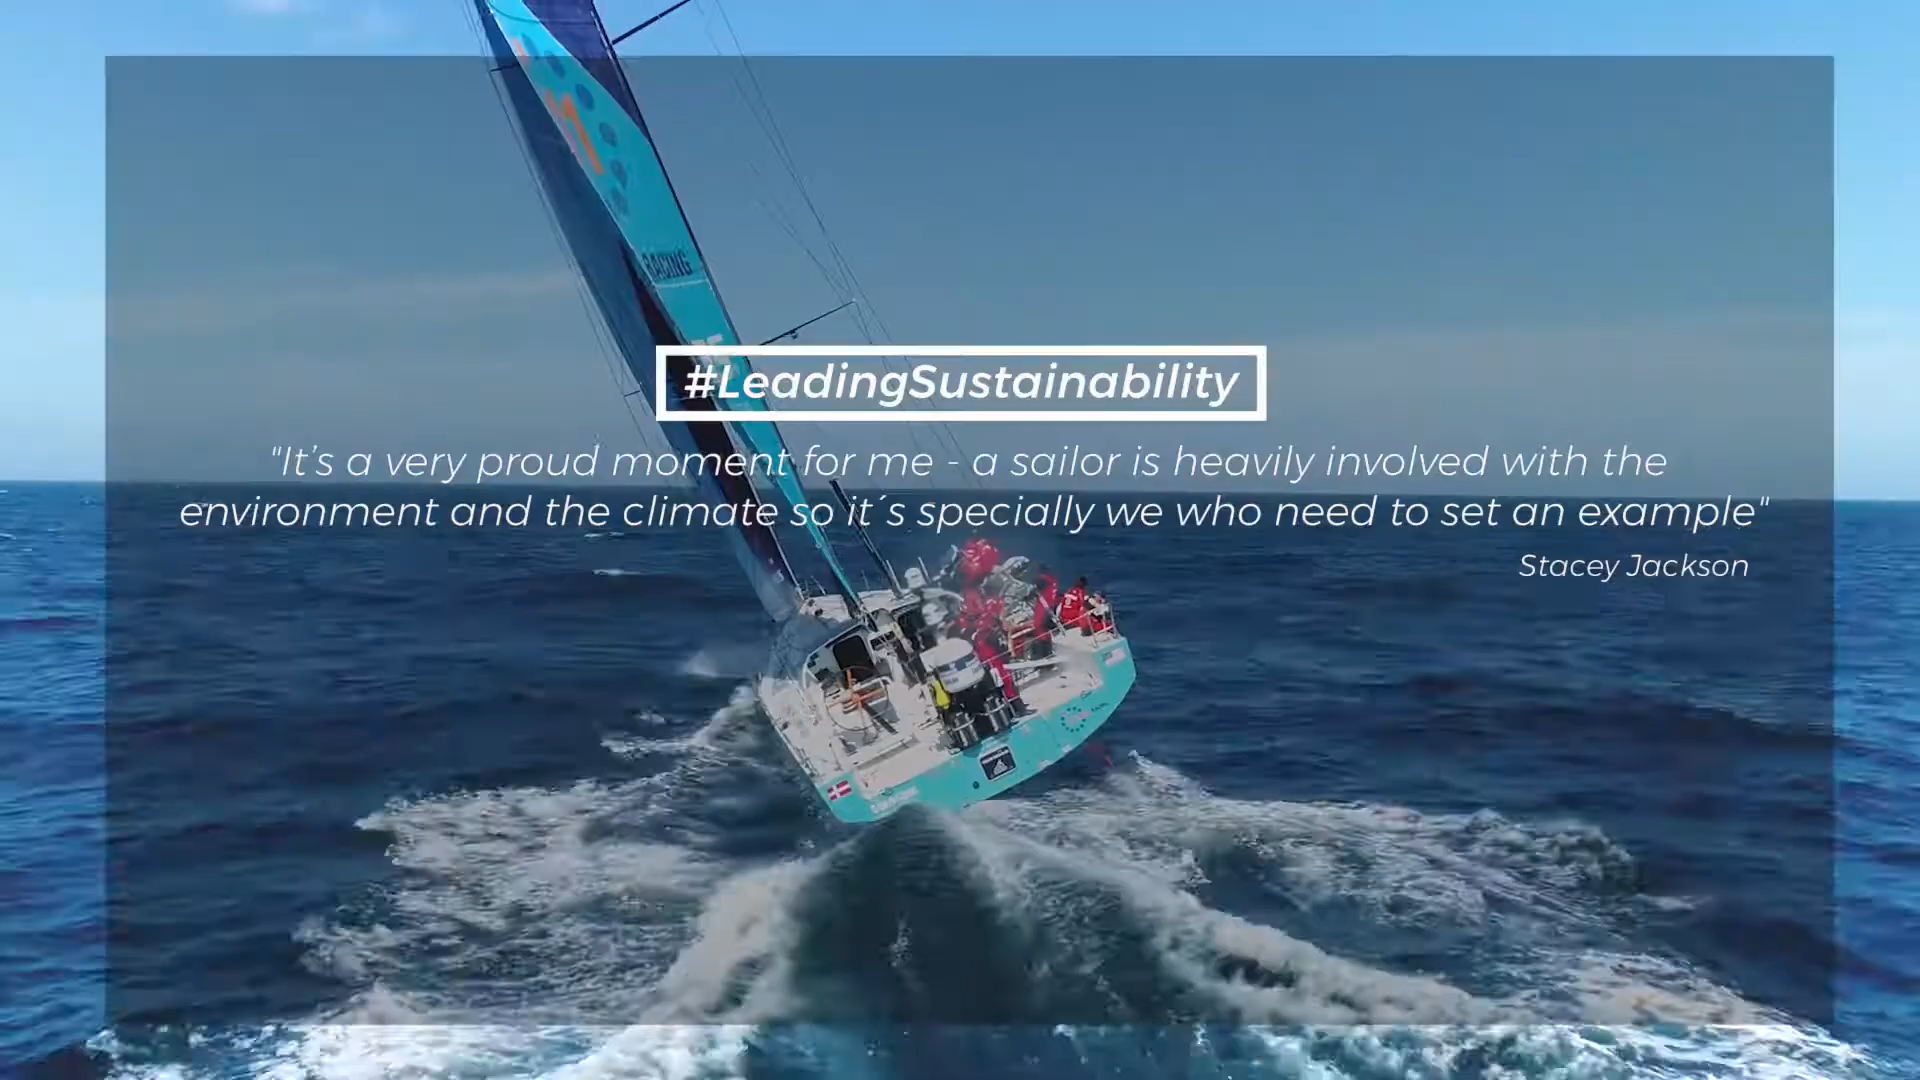 RACING
#LeadingSustainability
"It’s a very proud moment for me - a sailor is heavily involved with the
environment and the climate so it´s specially we who need to set an example"
Stacey Jackson